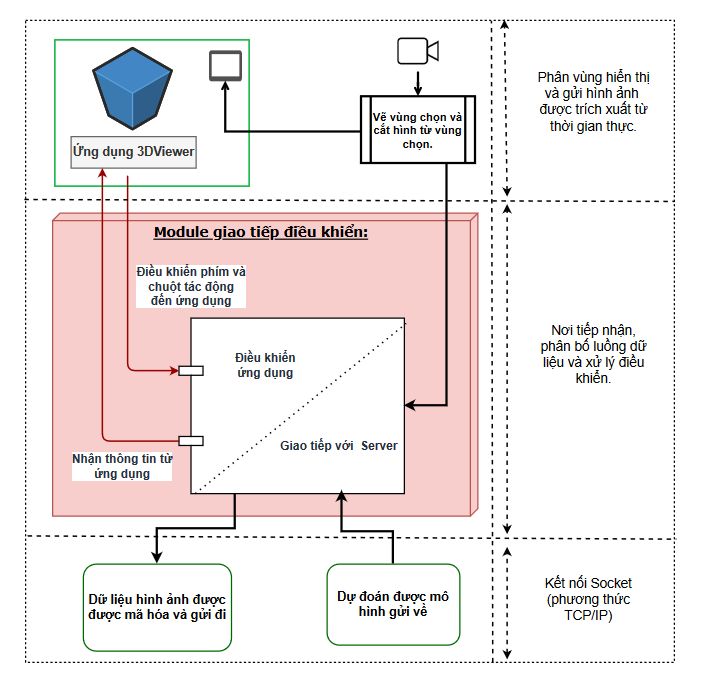 Vẽ vùng chọn và
cắt hình từ vùng
chọn.
Ứng dụng 3DViewer
Phân vùng hiển thị
và gửi hình ảnh
được trích xuất từ
thời gian thực.
Module giao tiếp điều khiển:
Điều khiển phím và
chuột tác động
đến ứng dụng
Điều khiển
ứng dụng
Giao tiếp với Server
Nhận thông tin từ
ứng dụng
Nơi tiếp nhận,
phân bố luồng dữ
liệu và xử lý điều
khiển.
Dữ liệu hình ảnh được
được mã hóa và gửi đi
Dự đoán được mô
hình gửi về
Kết nối Socket
(phương thức
TCP/IP)